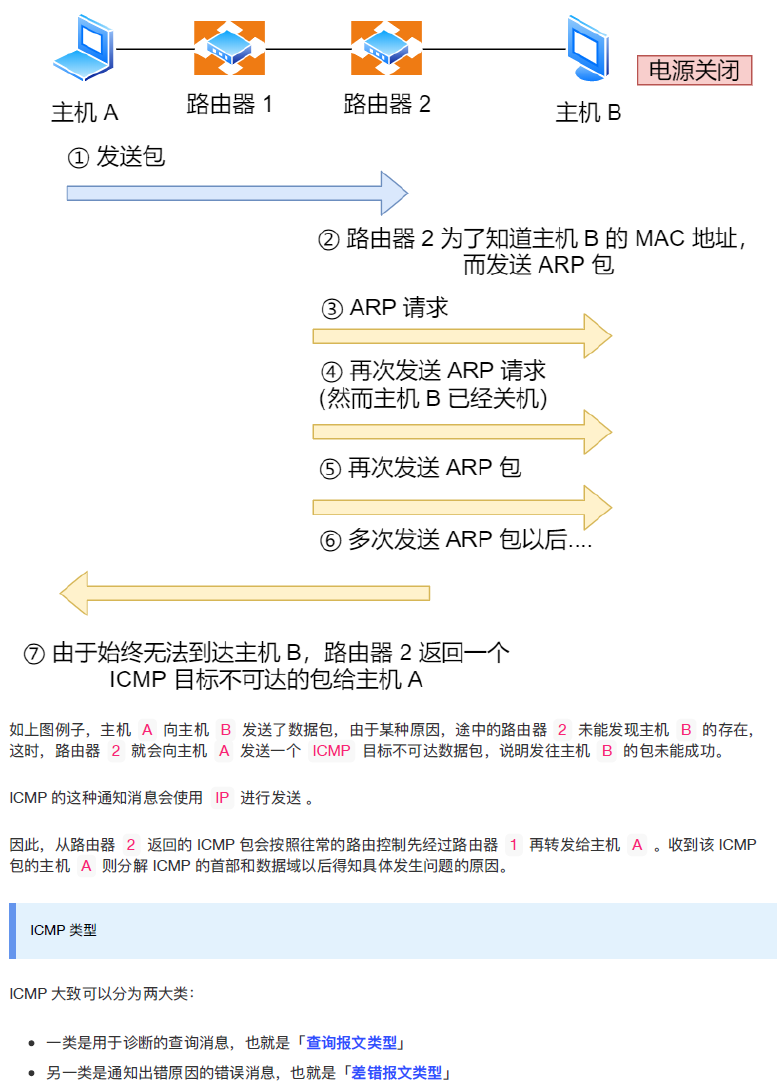 主机 A
路由器 1
路由器 2
主机 B
电源关闭
① 发送包
② 路由器 2 为了知道主机 B 的 MAC 地址，
而发送 ARP 包
③ ARP 请求
④ 再次发送 ARP 请求
(然而主机 B 已经关机)
⑤ 再次发送 ARP 包
⑥ 多次发送 ARP 包以后....
⑦ 由于始终无法到达主机 B，路由器 2 返回一个
ICMP 目标不可达的包给主机 A
如上图例子，主机 A 向主机 B 发送了数据包，由于某种原因，途中的路由器 2 未能发现主机 B 的存在，
这时，路由器 2 就会向主机 A 发送一个 ICMP 目标不可达数据包，说明发往主机 B 的包未能成功。
ICMP 的这种通知消息会使用 IP 进行发送 。
因此，从路由器 2 返回的 ICMP 包会按照往常的路由控制先经过路由器 1 再转发给主机 A 。收到该 ICMP
包的主机 A 则分解 ICMP 的首部和数据域以后得知具体发生问题的原因。
ICMP 类型
ICMP 大致可以分为两大类：
• 一类是用于诊断的查询消息，也就是「查询报文类型」
• 另一类是通知出错原因的错误消息，也就是「差错报文类型」